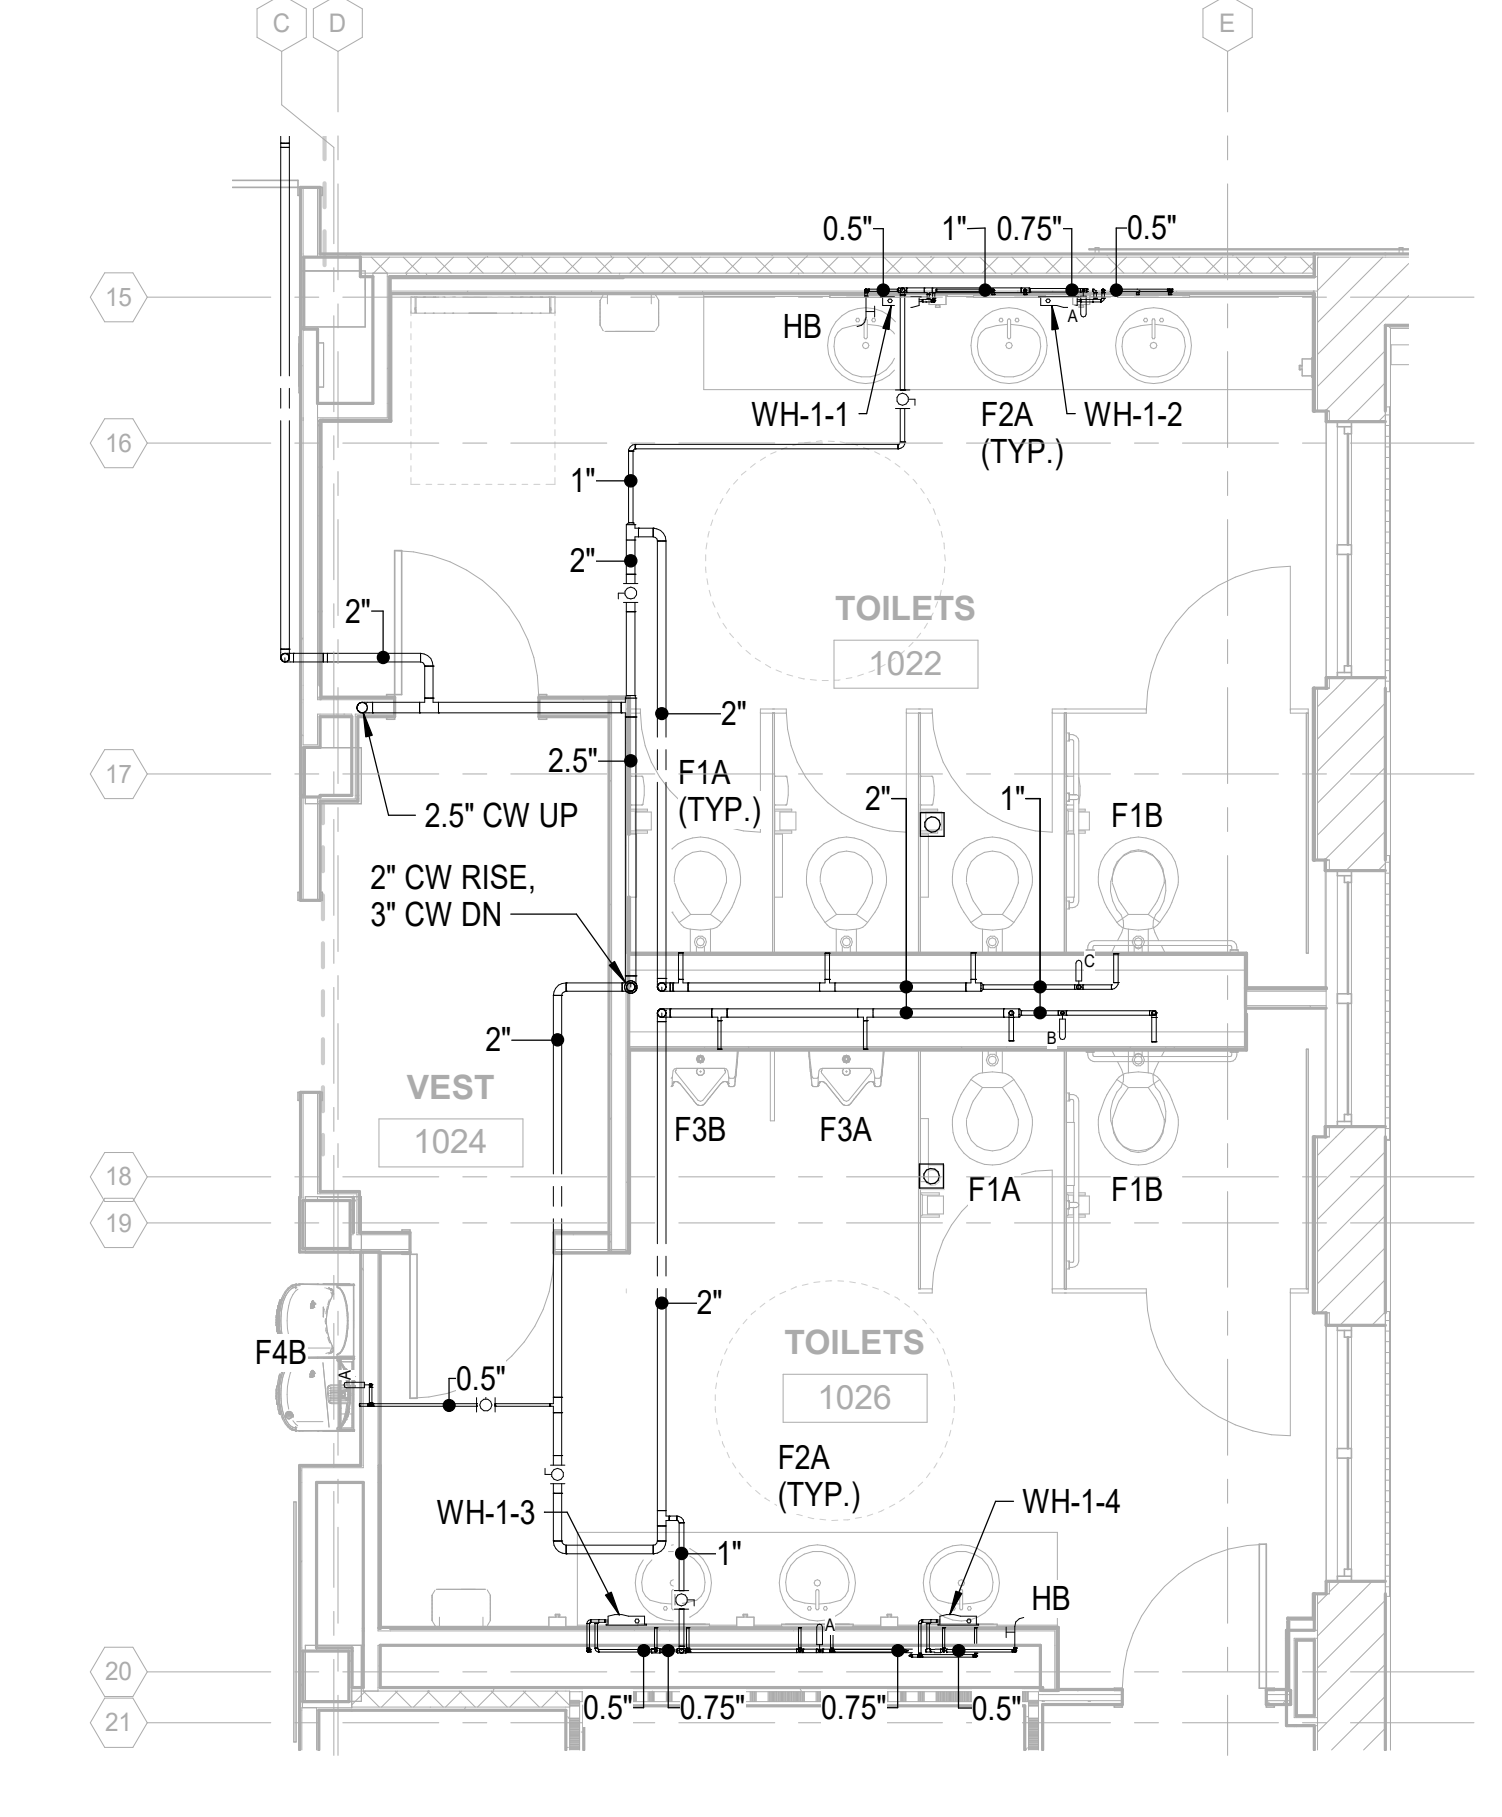 C
D
E
0.5"
1"
0.75"
0.5"
15
HB
A
WH-1-1
F2A
(TYP.)
WH-1-2
16
1"
2"
2"
TOILETS
1022
2"
2.5"
17
F1A
(TYP.)
2"
1"
F1B
2.5" CW UP
2" CW RISE,
3" CW DN
C
2"
B
VEST
1024
F3B
F3A
18
F1A
F1B
19
2"
TOILETS
1026
F4B
A
0.5"
F2A
(TYP.)
WH-1-3
WH-1-4
1"
HB
A
20
0.5"
0.75"
0.75"
0.5"
21